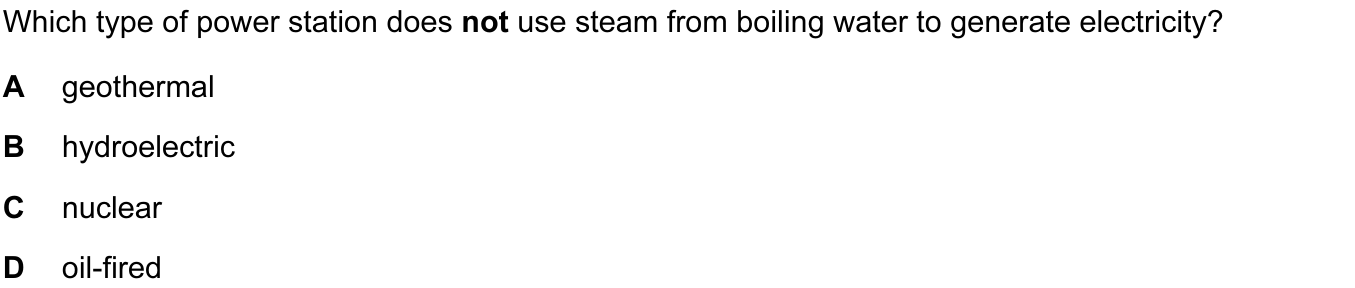 Which type of power station does not use steam from boiling water to generate electricity?
A geothermal
B hydroelectric
C nuclear
D oil-fired